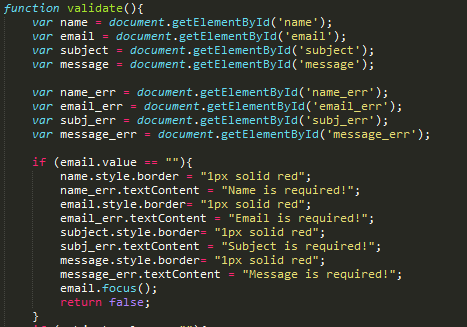 function validate(){
var name = document.getElementById('name');
var email = document.getElementById('email');
var subject = document.getElementById('subject');
var message = document.getElementById('message');
var name_err = document.getElementById('name_err');
var email_err = document.getElementById('email_err');
var subj_err = document.getElementById('subj_err');
var message_err = document.getElementById('message_err');
if (email.value == ""){
name.style.border = "1px solid red";
name_err.textContent = "Name is required!";
email.style.border= "1px solid red";
email_err.textContent = "Email is required!";
subject.style.border= "1px solid red";
subj_err.textContent = "Subject is required!";
message.style.border= "1px solid red";
message_err.textContent = "Message is required!";
email.focus();
return false;
}